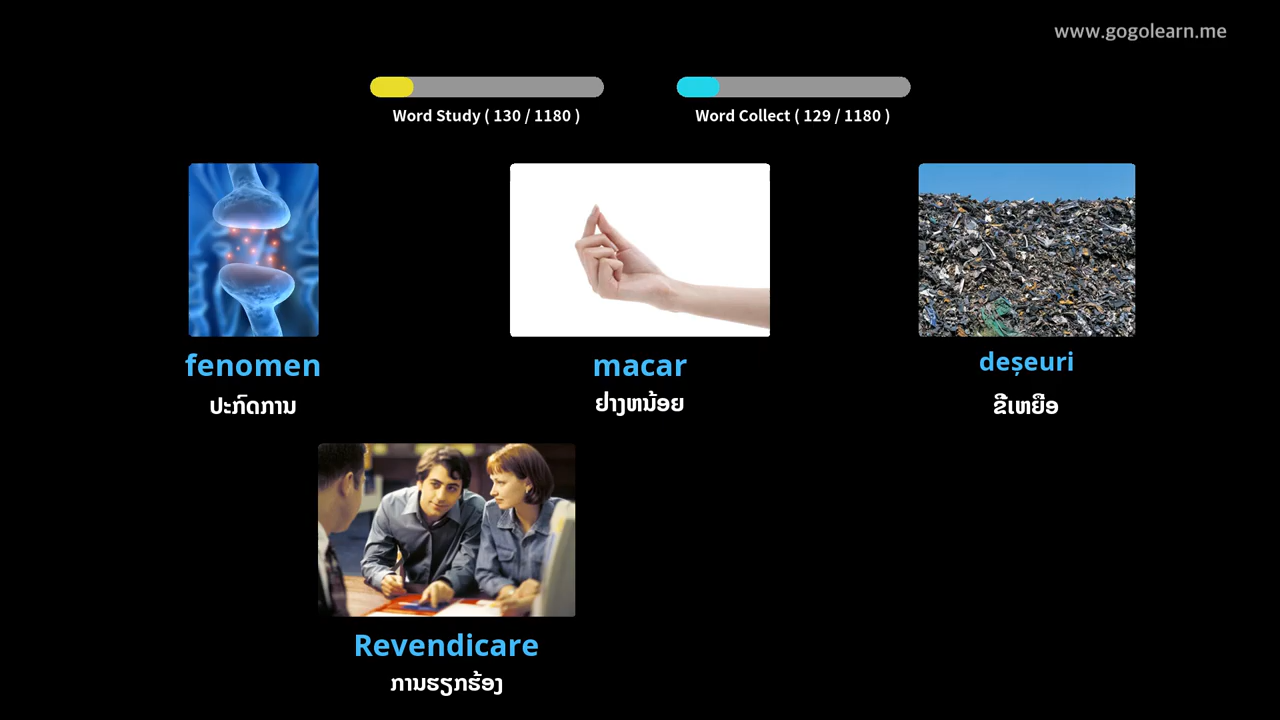 www.gogolearn.me
Word Study ( 130 / 1180 )
Word Collect ( 129 / 1180 )
fenomen
ປະກົດການ
macar
ຢ່າງຫນ້ອຍ
deșeuri
ຂີ້ເຫຍື່ອ
Revendicare
ການຮຽກຮ້ອງ